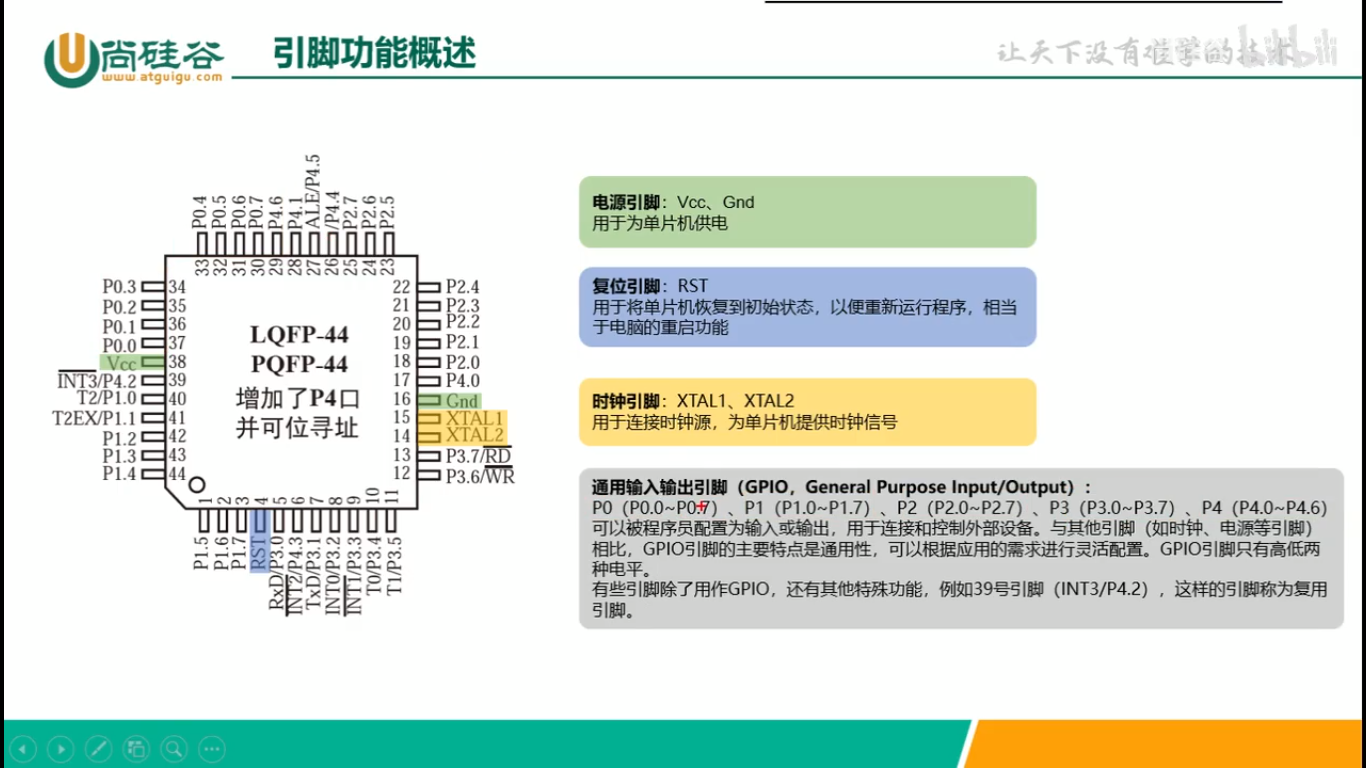 尚硅谷
www.atguigu.com
引脚功能概述
让天下没有难学的技术
bilibili
P0.4
P0.5
P0.6
P0.7
P4.6
P4.1
ALE/P4.5
/P4.4
P2.7
P2.6
P2.5
33
32
31
30
29
28
27
26
25
24
23
P0.3 34
P0.2 35
P0.1 36
P0.0 37
Vcc 38
INT3/P4.2 39
T2/P1.0 40
T2EX/P1.1 41
P1.2 42
P1.3 43
P1.4 44
LQFP-44
PQFP-44
增加了P4口
并可位寻址
22 P2.4
21 P2.3
20 P2.2
19 P2.1
18 P2.0
17 P4.0
16 Gnd
15 XTAL1
14 XTAL2
13 P3.7/RD
12 P3.6/WR
1
2
3
4
5
6
7
8
9
10
11
P1.5
P1.6
P1.7
RST
RxD/P3.0
INT2/P4.3
TxD/P3.1
INT0/P3.2
INT1/P3.3
T0/P3.4
T1/P3.5
电源引脚：Vcc、Gnd
用于为单片机供电
复位引脚：RST
用于将单片机恢复到初始状态，以便重新运行程序，相当
于电脑的重启功能
时钟引脚：XTAL1、XTAL2
用于连接时钟源，为单片机提供时钟信号
通用输入输出引脚（GPIO，General Purpose Input/Output）：
P0（P0.0~P0.7）、P1（P1.0~P1.7）、P2（P2.0~P2.7）、P3（P3.0~P3.7）、P4（P4.0~P4.6）
可以被程序员配置为输入或输出，用于连接和控制外部设备。与其他引脚（如时钟、电源等引脚）
相比，GPIO引脚的主要特点是通用性，可以根据应用的需求进行灵活配置。GPIO引脚只有高低两
种电平。
有些引脚除了用作GPIO，还有其他特殊功能，例如39号引脚（INT3/P4.2），这样的引脚称为复用
引脚。